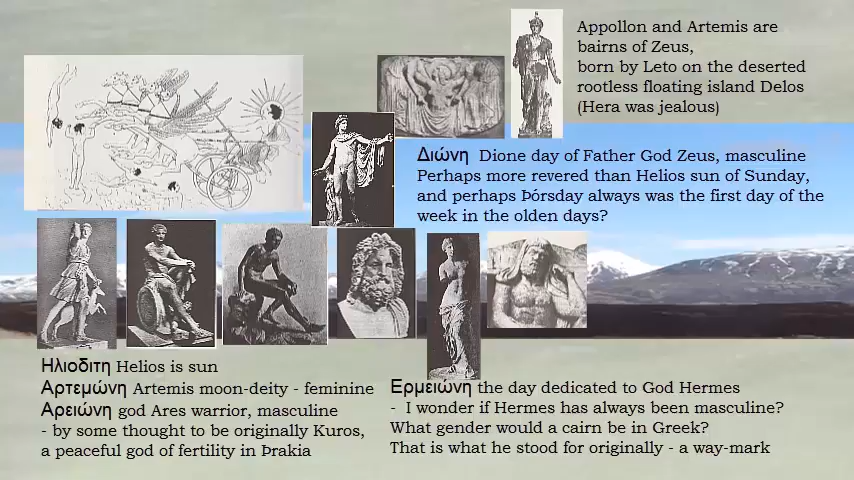 Appollon and Artemis are
bairns of Zeus,
born by Leto on the deserted
rootless floating island Delos
(Hera was jealous)
Διώνη Dione day of Father God Zeus, masculine
Perhaps more revered than Helios sun of Sunday,
and perhaps Þórsday always was the first day of the
week in the olden days?
Ηλιοδιτη Helios is sun
Αρτεμώνη Artemis moon-deity - feminine
Αρειώνη god Ares warrior, masculine
- by some thought to be originally Kuros,
a peaceful god of fertility in Þrakia
Ερμειώνη the day dedicated to God Hermes
- I wonder if Hermes has always been masculine?
What gender would a cairn be in Greek?
That is what he stood for originally - a way-mark